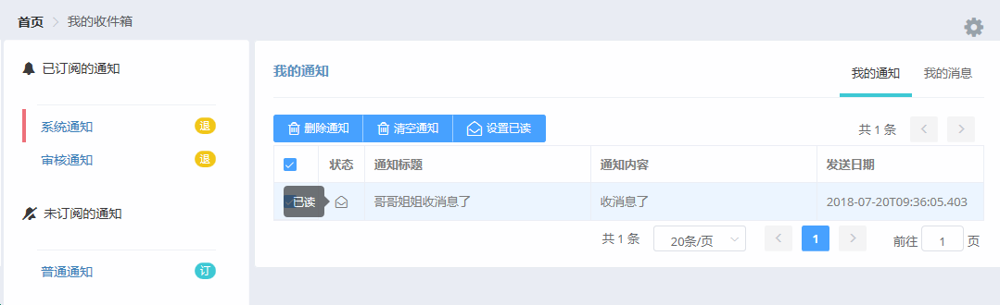 首页 我的收件箱
已订阅的通知
系统通知 退
审核通知 退
未订阅的通知
普通通知 订
我的通知 我的通知 我的消息
删除通知 清空通知 设置已读 共 1 条
状态 通知标题 通知内容 发送日期
已读 哥哥姐姐收消息了 收消息了 2018-07-20T09:36:05.403
共 1 条 20条/页 1 前往 1 页